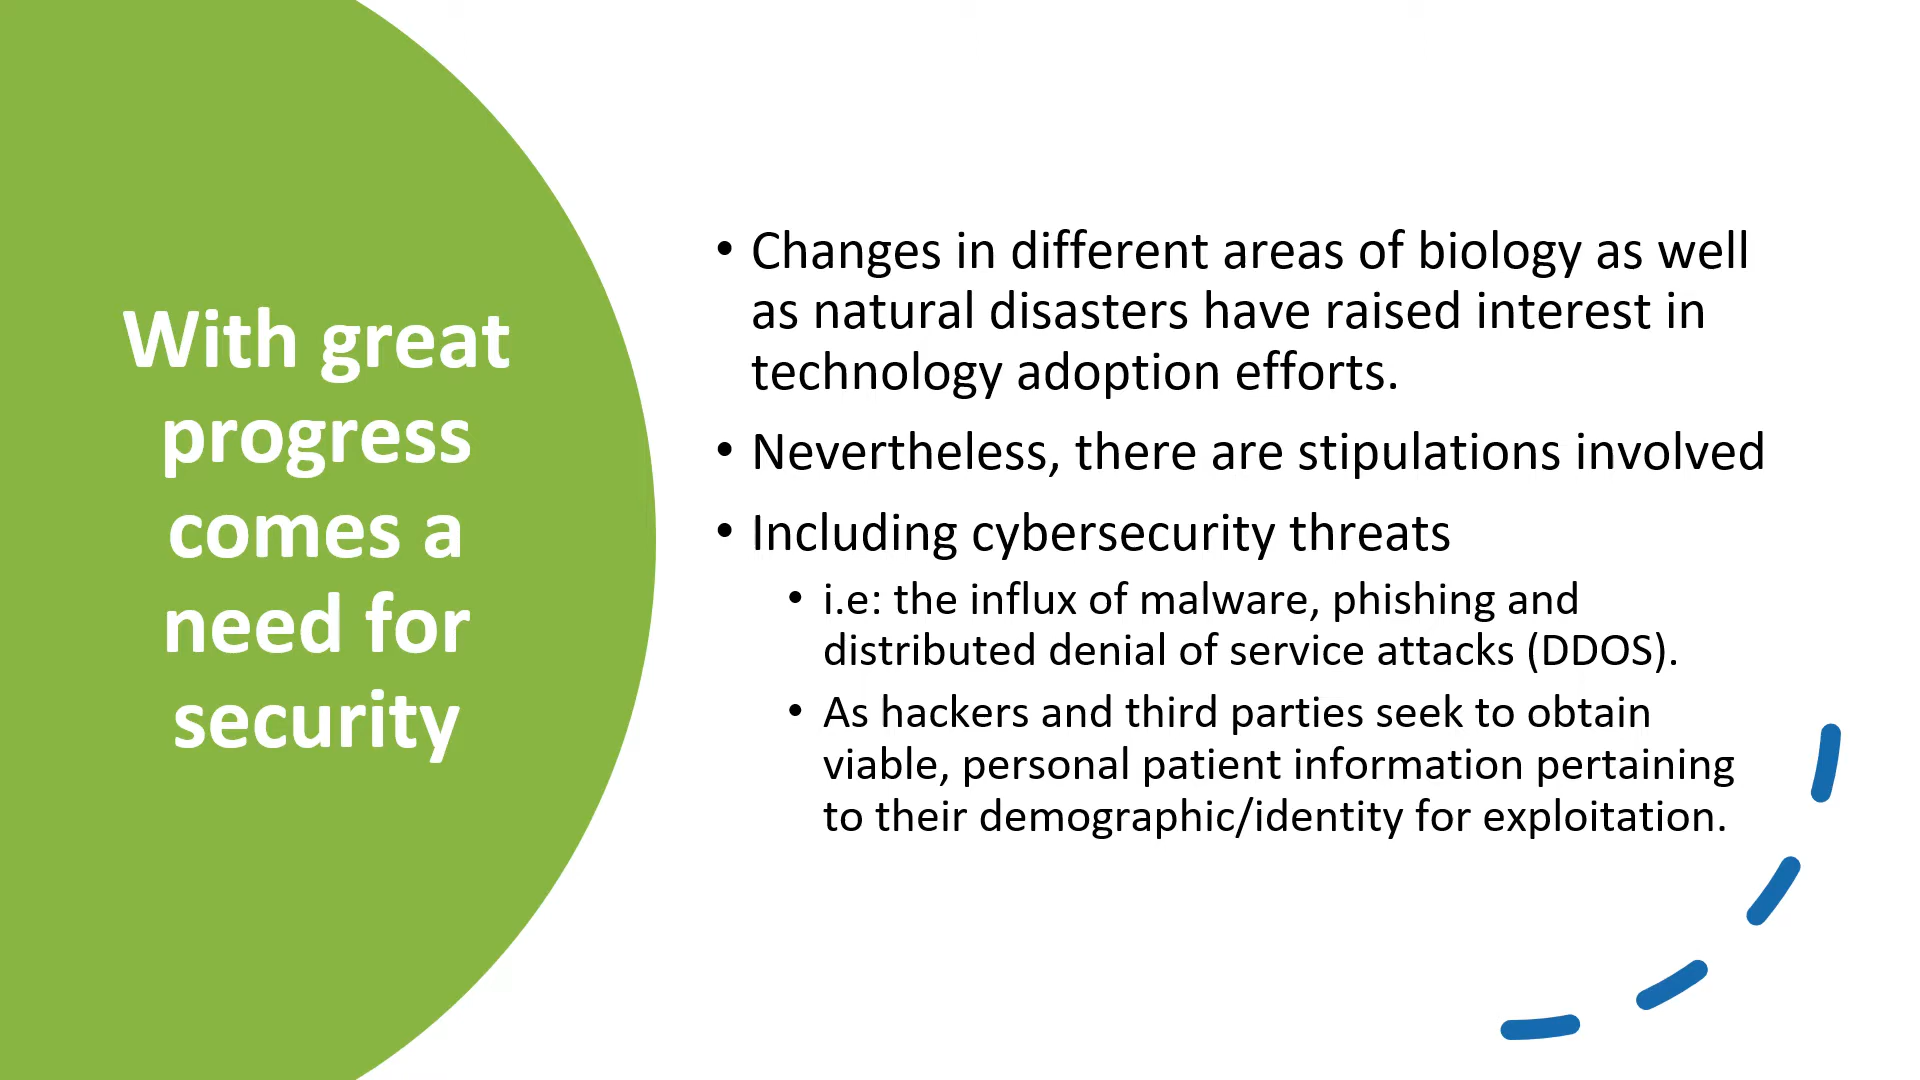 With great
progress
comes a
need for
security
• Changes in different areas of biology as well
as natural disasters have raised interest in
technology adoption efforts.
• Nevertheless, there are stipulations involved
• Including cybersecurity threats
• i.e: the influx of malware, phishing and
distributed denial of service attacks (DDOS).
• As hackers and third parties seek to obtain
viable, personal patient information pertaining
to their demographic/identity for exploitation.